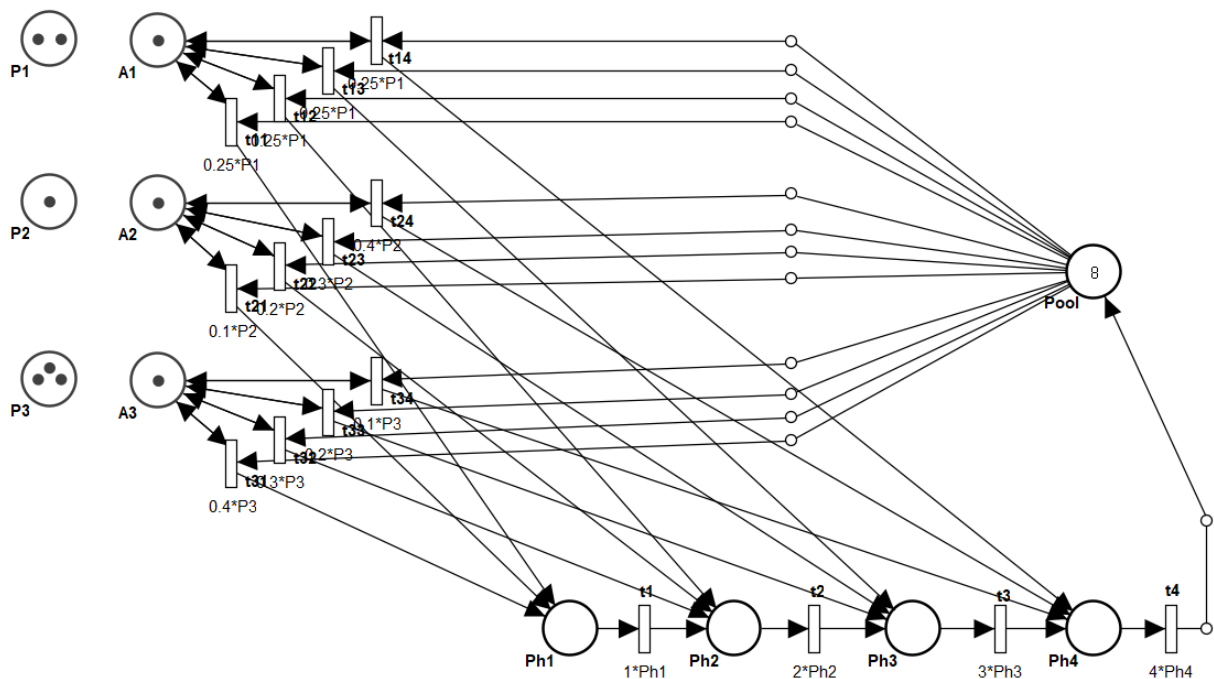 P1
A1
t14
0.25*P1
t13
0.25*P1
t12
0.25*P1
t11
0.25*P1
P2
A2
t24
0.4*P2
t23
0.3*P2
t22
0.2*P2
t21
0.1*P2
8
Pool
P3
A3
t34
0.1*P3
t33
0.2*P3
t32
0.3*P3
t31
0.4*P3
t1
t2
t3
t4
Ph1
Ph2
Ph3
Ph4
1*Ph1
2*Ph2
3*Ph3
4*Ph4